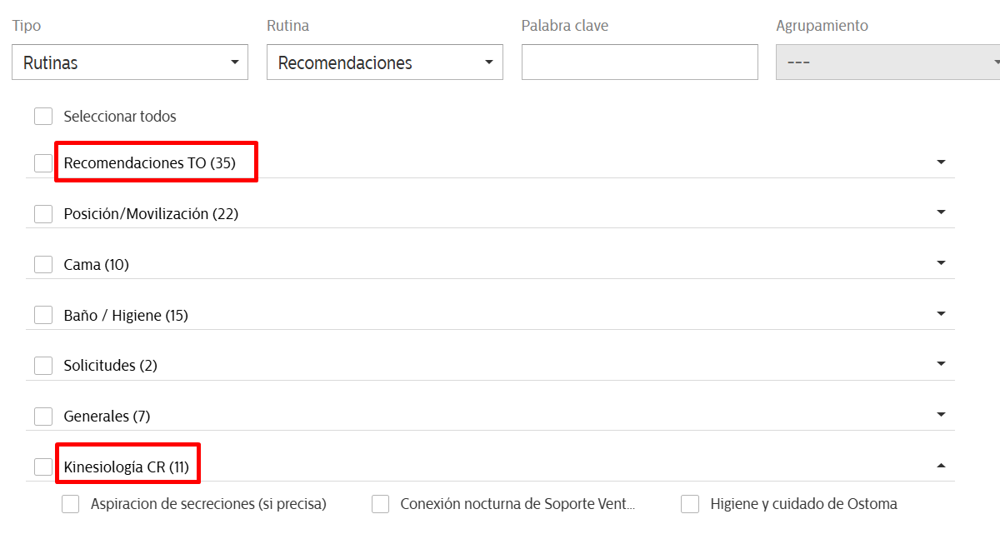 Tipo Rutina Palabra clave Agrupamiento
Rutinas Recomendaciones ---
Seleccionar todos
Recomendaciones TO (35)
Posición/Movilización (22)
Cama (10)
Baño / Higiene (15)
Solicitudes (2)
Generales (7)
Kinesiología CR (11)
Aspiracion de secreciones (si precisa) Conexión nocturna de Soporte Vent... Higiene y cuidado de Ostoma